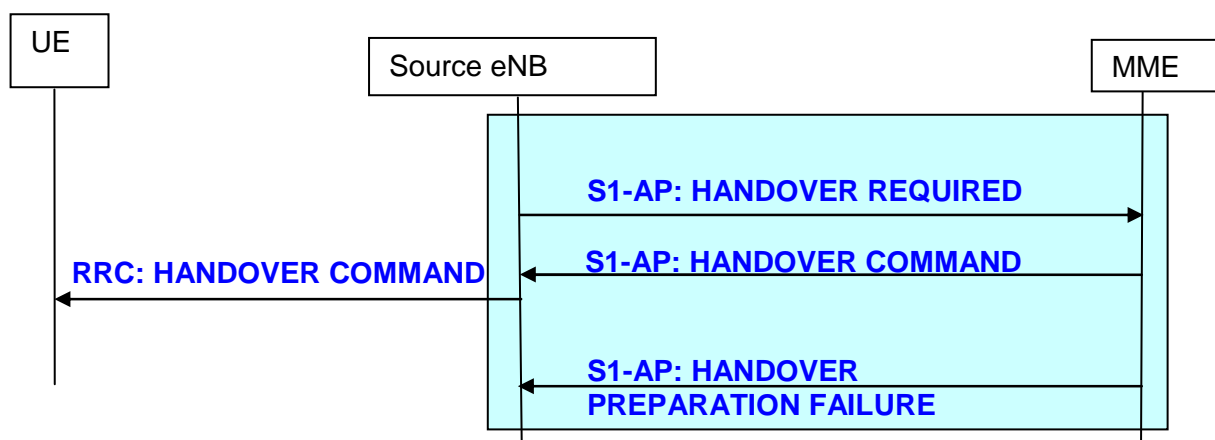 UE
Source eNB
MME
S1-AP: HANDOVER REQUIRED
S1-AP: HANDOVER COMMAND
RRC: HANDOVER COMMAND
S1-AP: HANDOVER
PREPARATION FAILURE